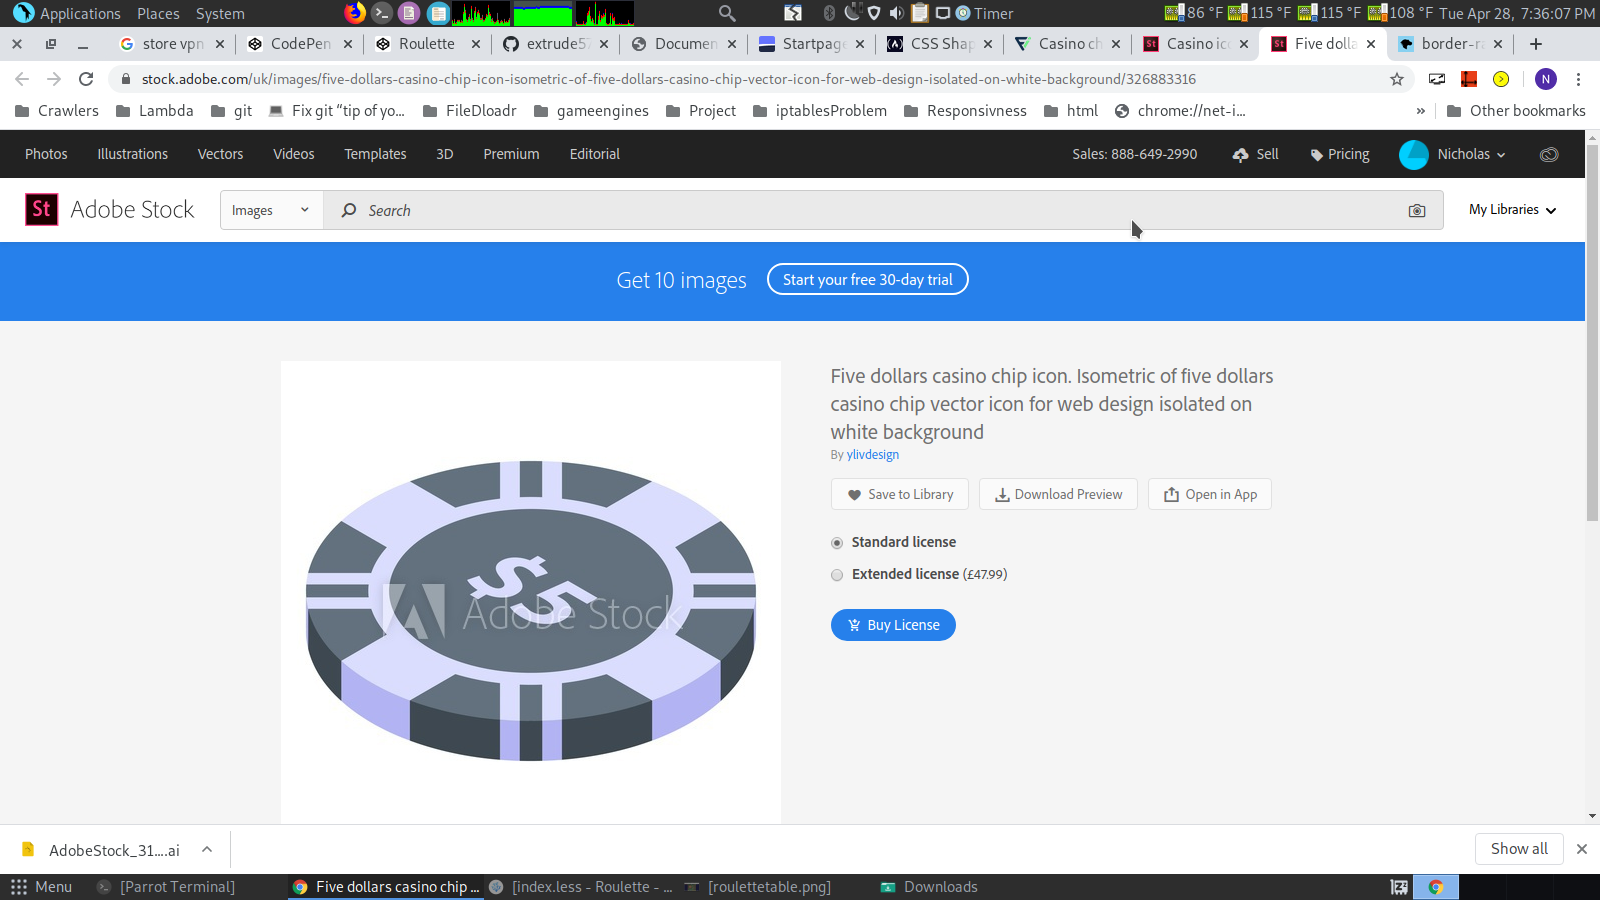 Applications Places System
Timer
86 °F 115 °F 115 °F 108 °F Tue Apr 28, 7:36:07 PM
store vpn
CodePen
Roulette
extrude57
Documen
Startpage
CSS Shap
Casino ch
Casino ico
Five dolla
border-ra
stock.adobe.com/uk/images/five-dollars-casino-chip-icon-isometric-of-five-dollars-casino-chip-vector-icon-for-web-design-isolated-on-white-background/326883316
N
Crawlers Lambda git Fix git “tip of yo... FileDloadr gameengines Project iptablesProblem Responsivness html chrome://net-i... » Other bookmarks
Photos Illustrations Vectors Videos Templates 3D Premium Editorial Sales: 888-649-2990 Sell Pricing Nicholas
St Adobe Stock Images Search My Libraries
Get 10 images Start your free 30-day trial
Five dollars casino chip icon. Isometric of five dollars
casino chip vector icon for web design isolated on
white background
By ylivdesign
Save to Library Download Preview Open in App
Standard license
Extended license (£47.99)
Buy License
$5
Adobe Stock
AdobeStock_31....ai Show all
Menu [Parrot Terminal] Five dollars casino chip ... [index.less - Roulette - ... [roulettetable.png] Downloads